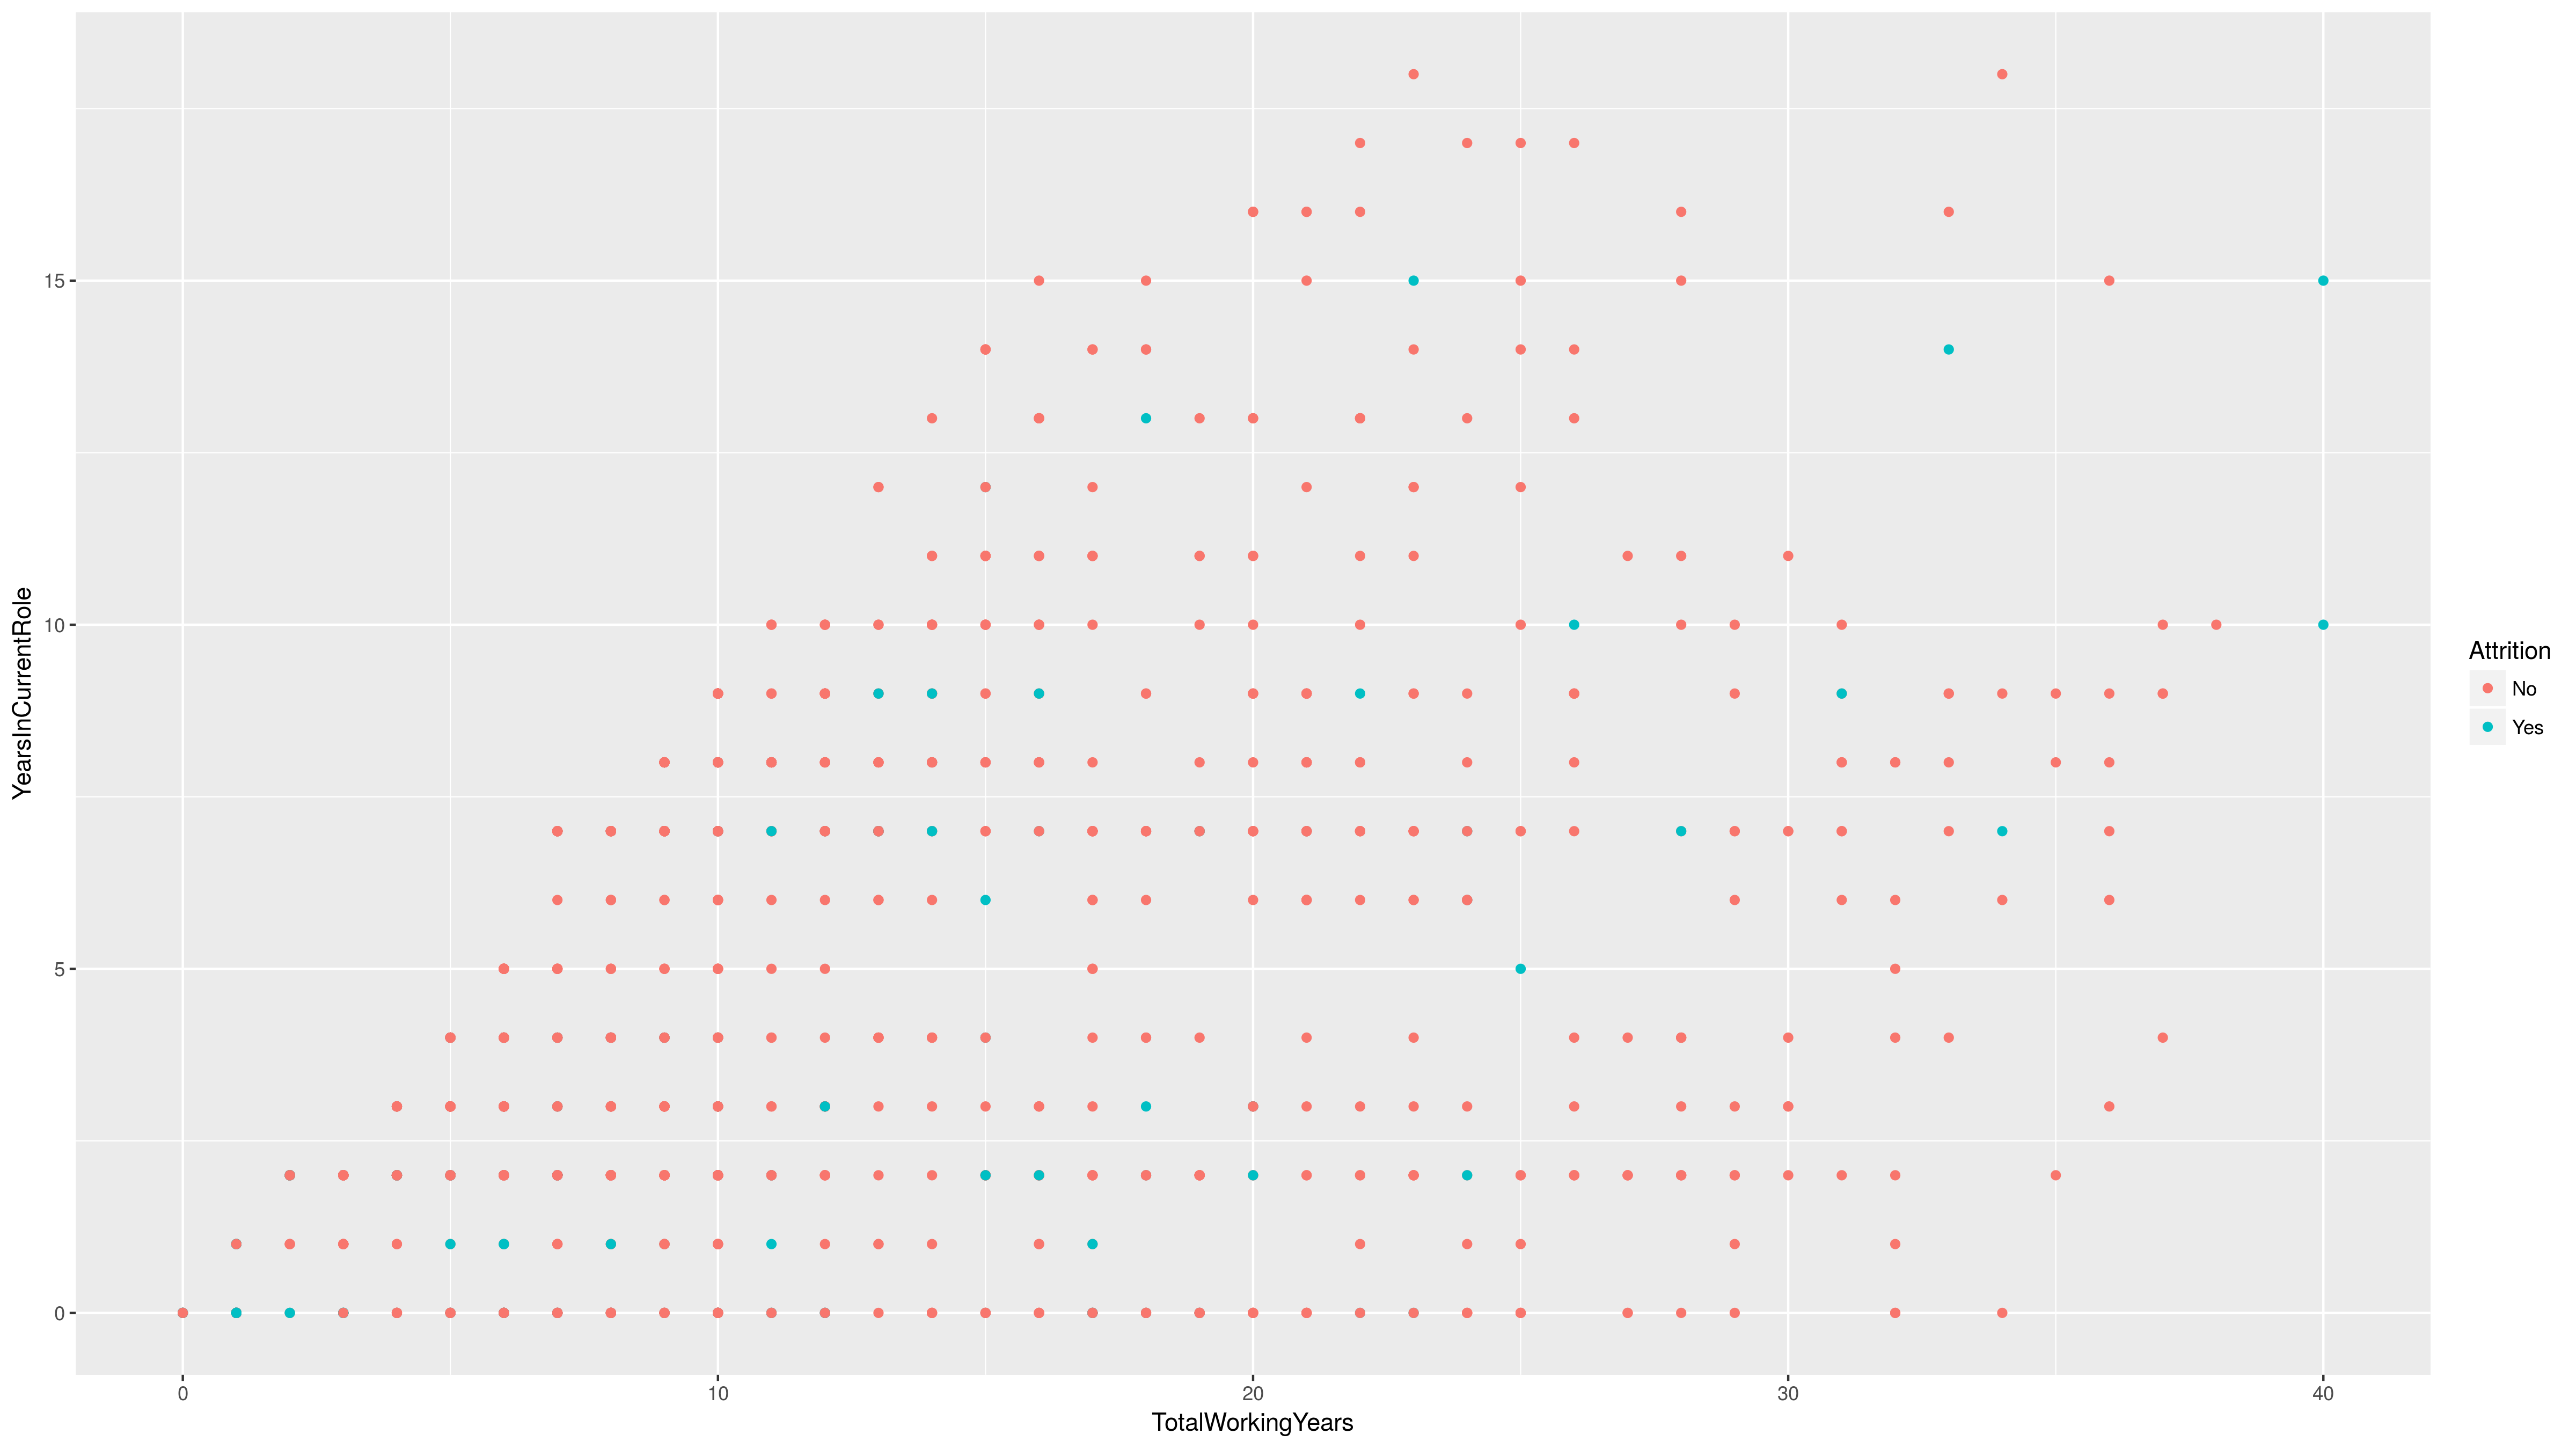 15
10
5
0
YearsInCurrentRole
0 10 20 30 40
TotalWorkingYears
Attrition
No
Yes